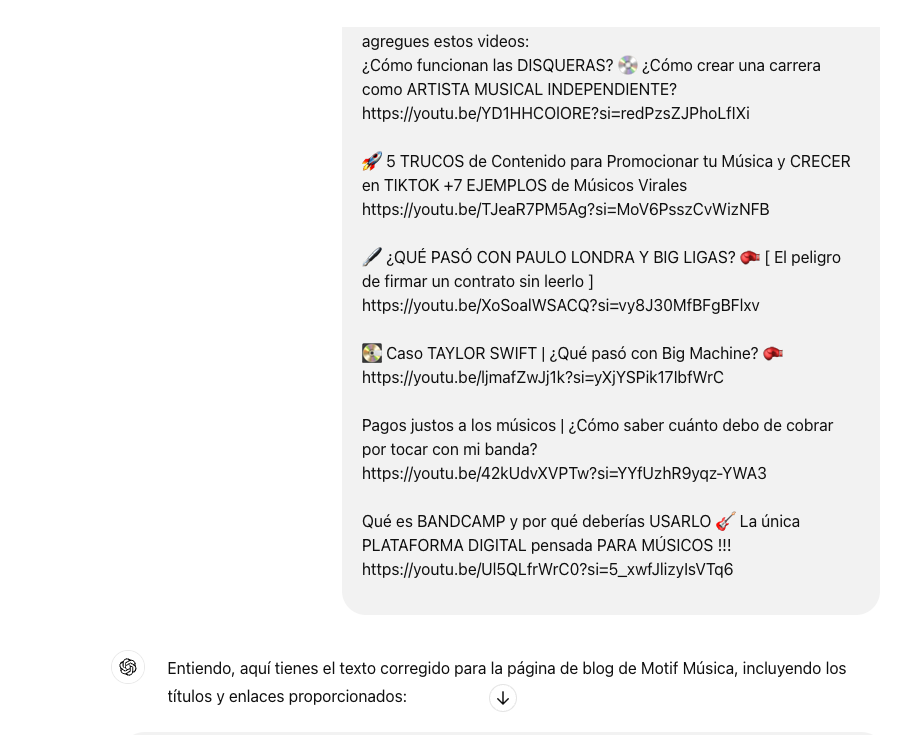 agregues estos videos:
¿Cómo funcionan las DISQUERAS? 💿 ¿Cómo crear una carrera
como ARTISTA MUSICAL INDEPENDIENTE?
https://youtu.be/YD1HHCOlORE?si=redPzsZJPhoLfIXi
🚀 5 TRUCOS de Contenido para Promocionar tu Música y CRECER
en TIKTOK +7 EJEMPLOS de Músicos Virales
https://youtu.be/TJeaR7PM5Ag?si=MoV6PsszCvWizNFB
🖊️ ¿QUÉ PASÓ CON PAULO LONDRA Y BIG LIGAS? 🥊 [ El peligro
de firmar un contrato sin leerlo ]
https://youtu.be/XoSoalWSACQ?si=vy8J30MfBFgBFlxv
💽 Caso TAYLOR SWIFT | ¿Qué pasó con Big Machine? 🥊
https://youtu.be/ljmafZwJj1k?si=yXjYSPik17IbfWrC
Pagos justos a los músicos | ¿Cómo saber cuánto debo de cobrar
por tocar con mi banda?
https://youtu.be/42kUdvXVPTw?si=YYfUzhR9yqz-YWA3
Qué es BANDCAMP y por qué deberías USARLO 🎸 La única
PLATAFORMA DIGITAL pensada PARA MÚSICOS !!!
https://youtu.be/Ul5QLfrWrC0?si=5_xwfJlizyIsVTq6
Entiendo, aquí tienes el texto corregido para la página de blog de Motif Música, incluyendo los
títulos y enlaces proporcionados: